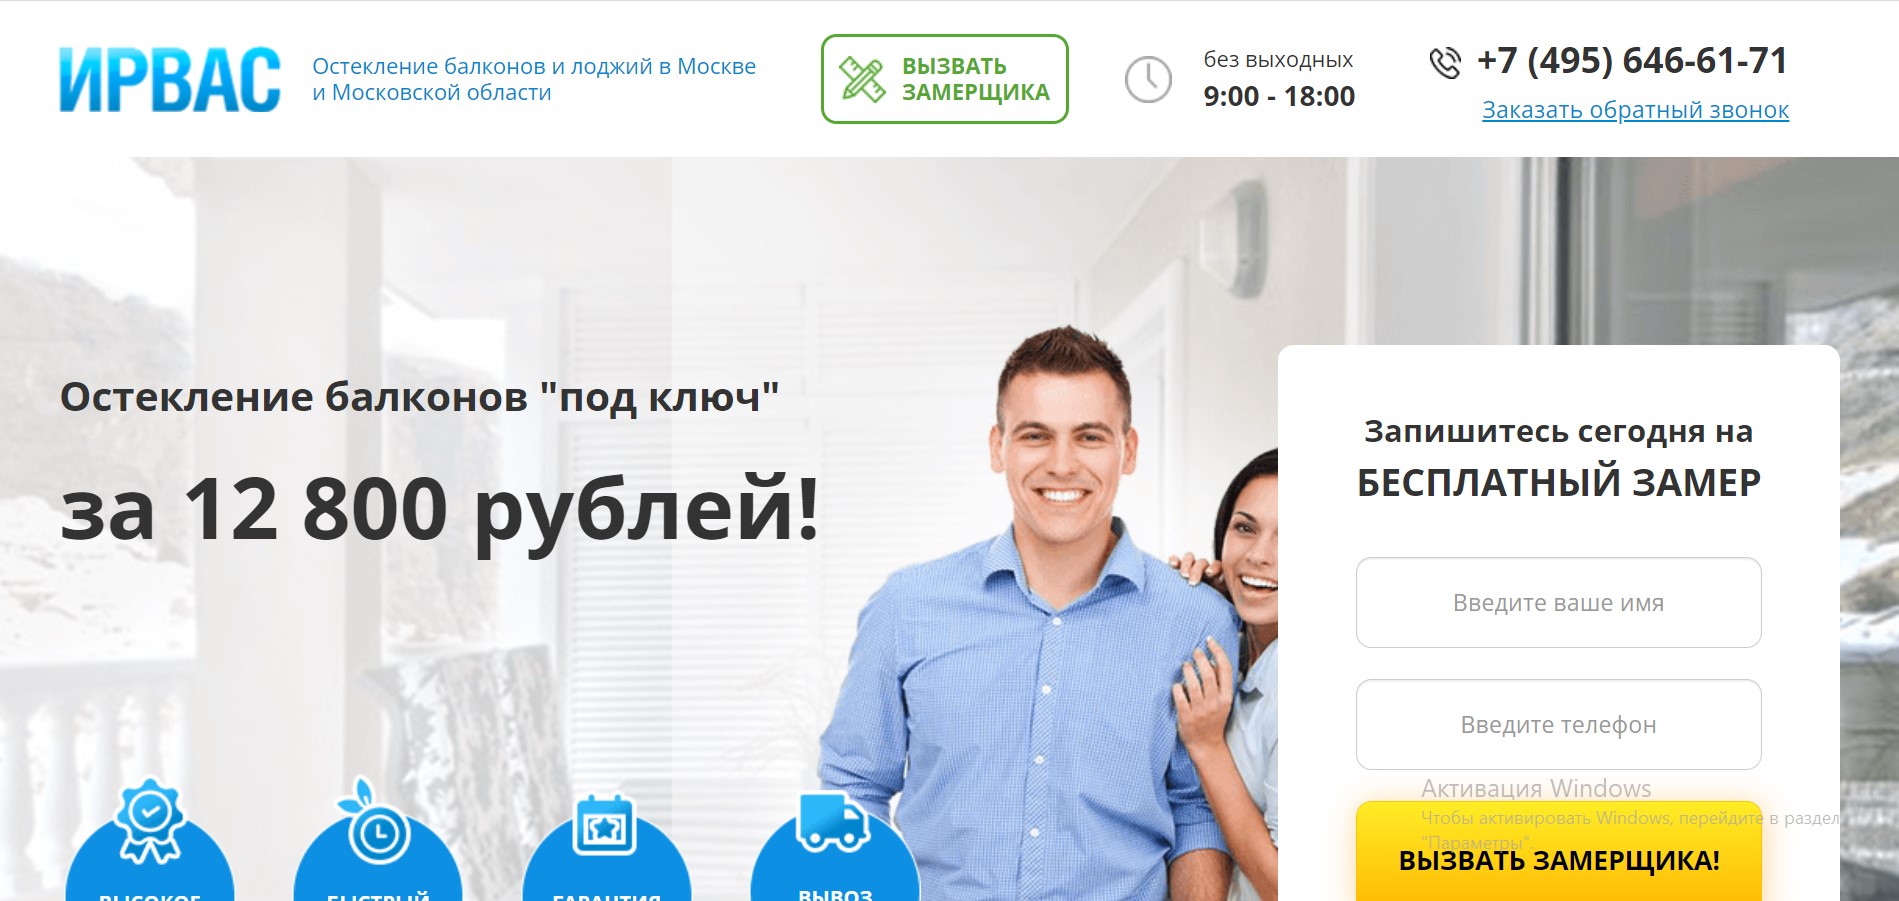 ИРВАС
Остекление балконов и лоджий в Москве
и Московской области
ВЫЗВАТЬ
ЗАМЕРЩИКА
без выходных
9:00 - 18:00
+7 (495) 646-61-71
Заказать обратный звонок
Остекление балконов "под ключ"
за 12 800 рублей!
Запишитесь сегодня на
БЕСПЛАТНЫЙ ЗАМЕР
Введите ваше имя
Введите телефон
Активация Windows
Чтобы активировать Windows, перейдите в раздел
"Параметры".
ВЫЗВАТЬ ЗАМЕРЩИКА!
ВЫСОКОЕ
БЫСТРЫЙ
ГАРАНТИЯ
ВЫВОЗ